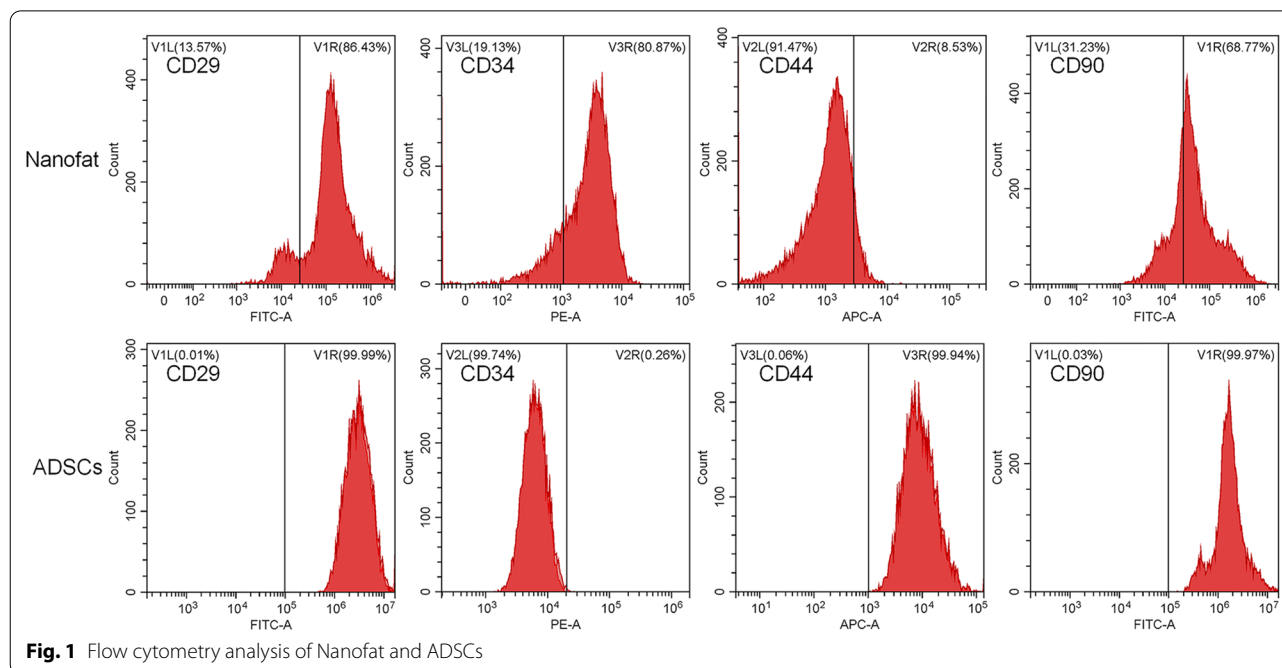 V1L(13.57%) V1R(86.43%)
CD29
400
200
0
Count
0 10² 10³ 10⁴ 10⁵ 10⁶
FITC-A
V3L(19.13%) V3R(80.87%)
CD34
400
200
0
Count
0 10² 10³ 10⁴ 10⁵
PE-A
V2L(91.47%) V2R(8.53%)
CD44
400
200
0
Count
10² 10³ 10⁴ 10⁵
APC-A
V1L(31.23%) V1R(68.77%)
CD90
400
200
0
Count
0 10² 10³ 10⁴ 10⁵ 10⁶
FITC-A
Nanofat
V1L(0.01%) V1R(99.99%)
CD29
300
200
100
0
Count
10³ 10⁴ 10⁵ 10⁶ 10⁷
FITC-A
V2L(99.74%) V2R(0.26%)
CD34
300
200
100
0
Count
10³ 10⁴ 10⁵ 10⁶
PE-A
V3L(0.06%) V3R(99.94%)
CD44
200
100
0
Count
10¹ 10² 10³ 10⁴ 10⁵
APC-A
V1L(0.03%) V1R(99.97%)
CD90
200
0
Count
10³ 10⁴ 10⁵ 10⁶ 10⁷
FITC-A
ADSCs
Fig. 1 Flow cytometry analysis of Nanofat and ADSCs